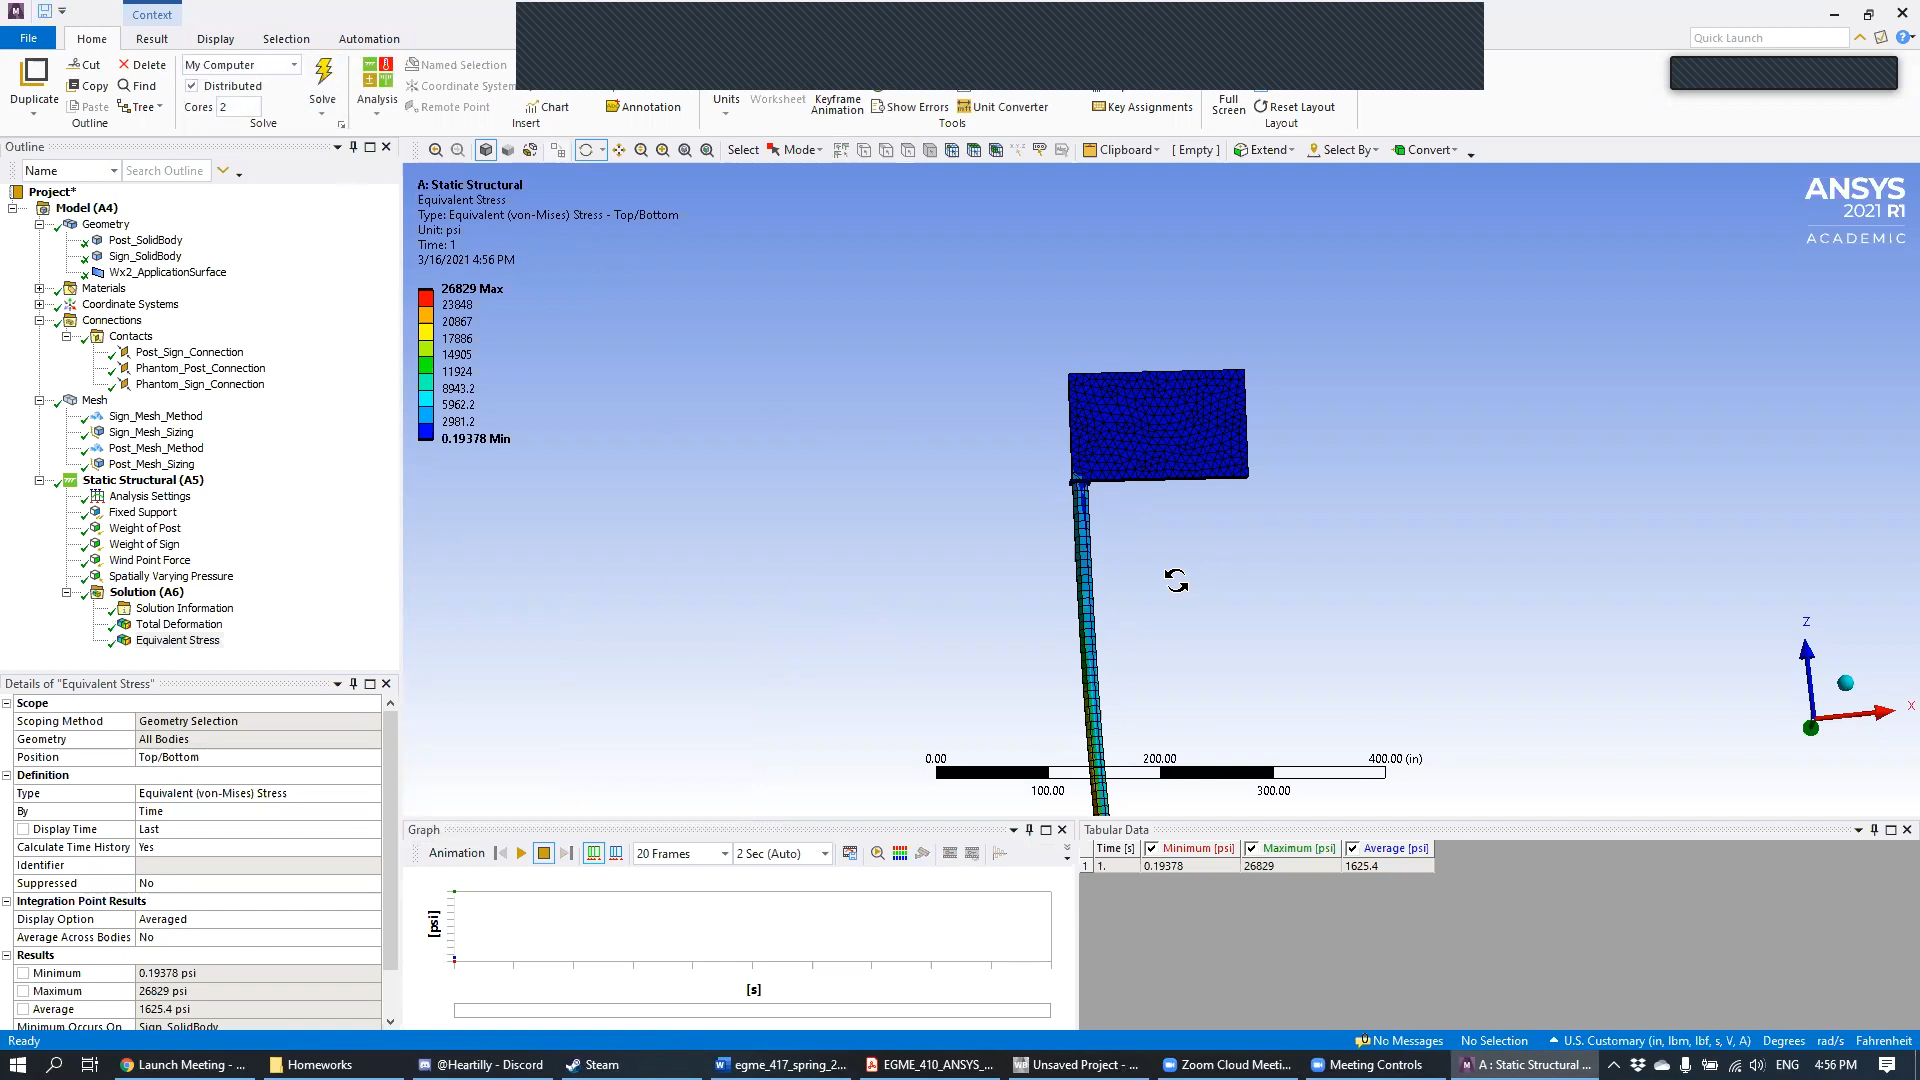 Context
File
Home
Result
Display
Selection
Automation
Quick Launch
Duplicate
Cut
Copy
Paste
Delete
Find
Tree
Outline
My Computer
Distributed
Cores 2
Solve
Solve
Analysis
Named Selection
Coordinate System
Remote Point
Chart
Annotation
Insert
Units
Worksheet
Keyframe
Animation
Show Errors
Unit Converter
Key Assignments
Tools
Full
Screen
Reset Layout
Layout
Outline
Name
Search Outline
Select
Mode
Clipboard
[ Empty ]
Extend
Select By
Convert
Project*
Model (A4)
Geometry
Post_SolidBody
Sign_SolidBody
Wx2_ApplicationSurface
Materials
Coordinate Systems
Connections
Contacts
Post_Sign_Connection
Phantom_Post_Connection
Phantom_Sign_Connection
Mesh
Sign_Mesh_Method
Sign_Mesh_Sizing
Post_Mesh_Method
Post_Mesh_Sizing
Static Structural (A5)
Analysis Settings
Fixed Support
Weight of Post
Weight of Sign
Wind Point Force
Spatially Varying Pressure
Solution (A6)
Solution Information
Total Deformation
Equivalent Stress
A: Static Structural
Equivalent Stress
Type: Equivalent (von-Mises) Stress - Top/Bottom
Unit: psi
Time: 1
3/16/2021 4:56 PM
26829 Max
23848
20867
17886
14905
11924
8943.2
5962.2
2981.2
0.19378 Min
ANSYS
2021 R1
ACADEMIC
Z
X
0.00
200.00
400.00 (in)
100.00
300.00
Details of "Equivalent Stress"
Scope
Scoping Method Geometry Selection
Geometry All Bodies
Position Top/Bottom
Definition
Type Equivalent (von-Mises) Stress
By Time
Display Time Last
Calculate Time History Yes
Identifier
Suppressed No
Integration Point Results
Display Option Averaged
Average Across Bodies No
Results
Minimum 0.19378 psi
Maximum 26829 psi
Average 1625.4 psi
Minimum Occurs On Sign_SolidBody
Graph
Animation
20 Frames
2 Sec (Auto)
[psi]
[s]
Tabular Data
Time [s] Minimum [psi] Maximum [psi] Average [psi]
1 1. 0.19378 26829 1625.4
Ready
No Messages
No Selection
U.S. Customary (in, lbm, lbf, s, V, A)
Degrees
rad/s
Fahrenheit
Launch Meeting - ...
Homeworks
@Heartilly - Discord
Steam
egme_417_spring_2...
EGME_410_ANSYS_...
Unsaved Project - ...
Zoom Cloud Meeti...
Meeting Controls
A : Static Structural ...
ENG
4:56 PM